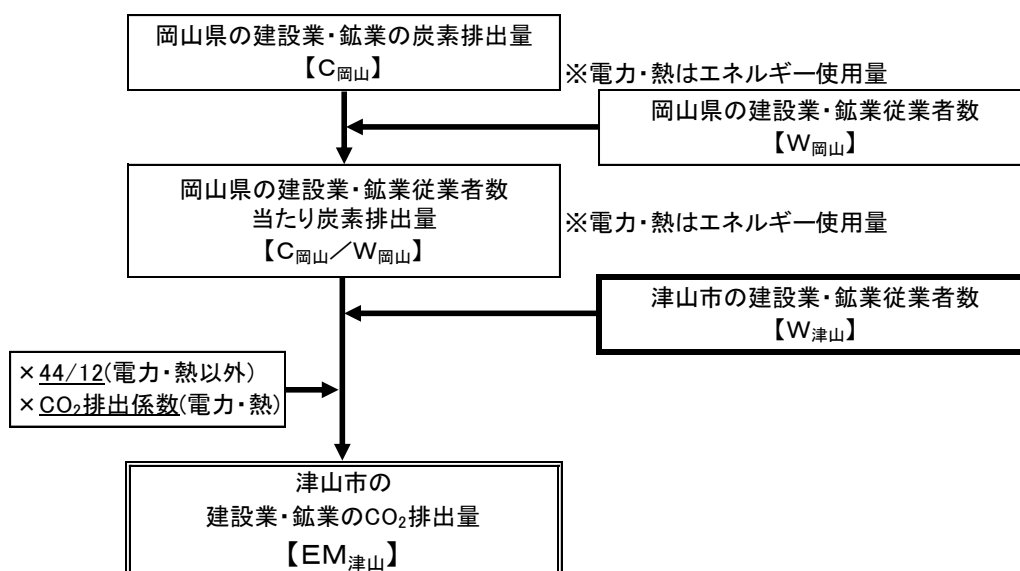 岡山県の建設業・鉱業の炭素排出量
【C岡山】
※電力・熱はエネルギー使用量
岡山県の建設業・鉱業従業者数
【W岡山】
岡山県の建設業・鉱業従業者数
当たり炭素排出量
【C岡山／W岡山】
※電力・熱はエネルギー使用量
津山市の建設業・鉱業従業者数
【W津山】
×44/12(電力・熱以外)
×CO₂排出係数(電力・熱)
津山市の
建設業・鉱業のCO₂排出量
【EM津山】